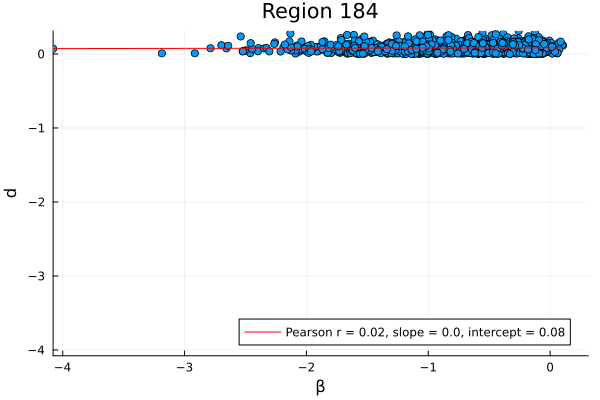 Region 184
d
0
−1
−2
−3
−4
Pearson r = 0.02, slope = 0.0, intercept = 0.08
−4 −3 −2 −1 0
β